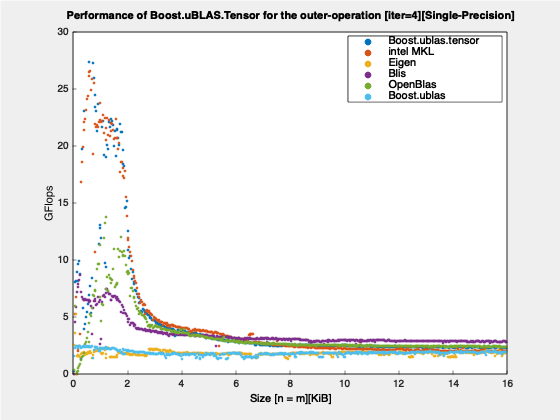 Performance of Boost.uBLAS.Tensor for the outer-operation [iter=4][Single-Precision]
30
25
20
15
10
5
0
GFlops
Boost.ublas.tensor
intel MKL
Eigen
Blis
OpenBlas
Boost.ublas
0 2 4 6 8 10 12 14 16
Size [n = m][KiB]